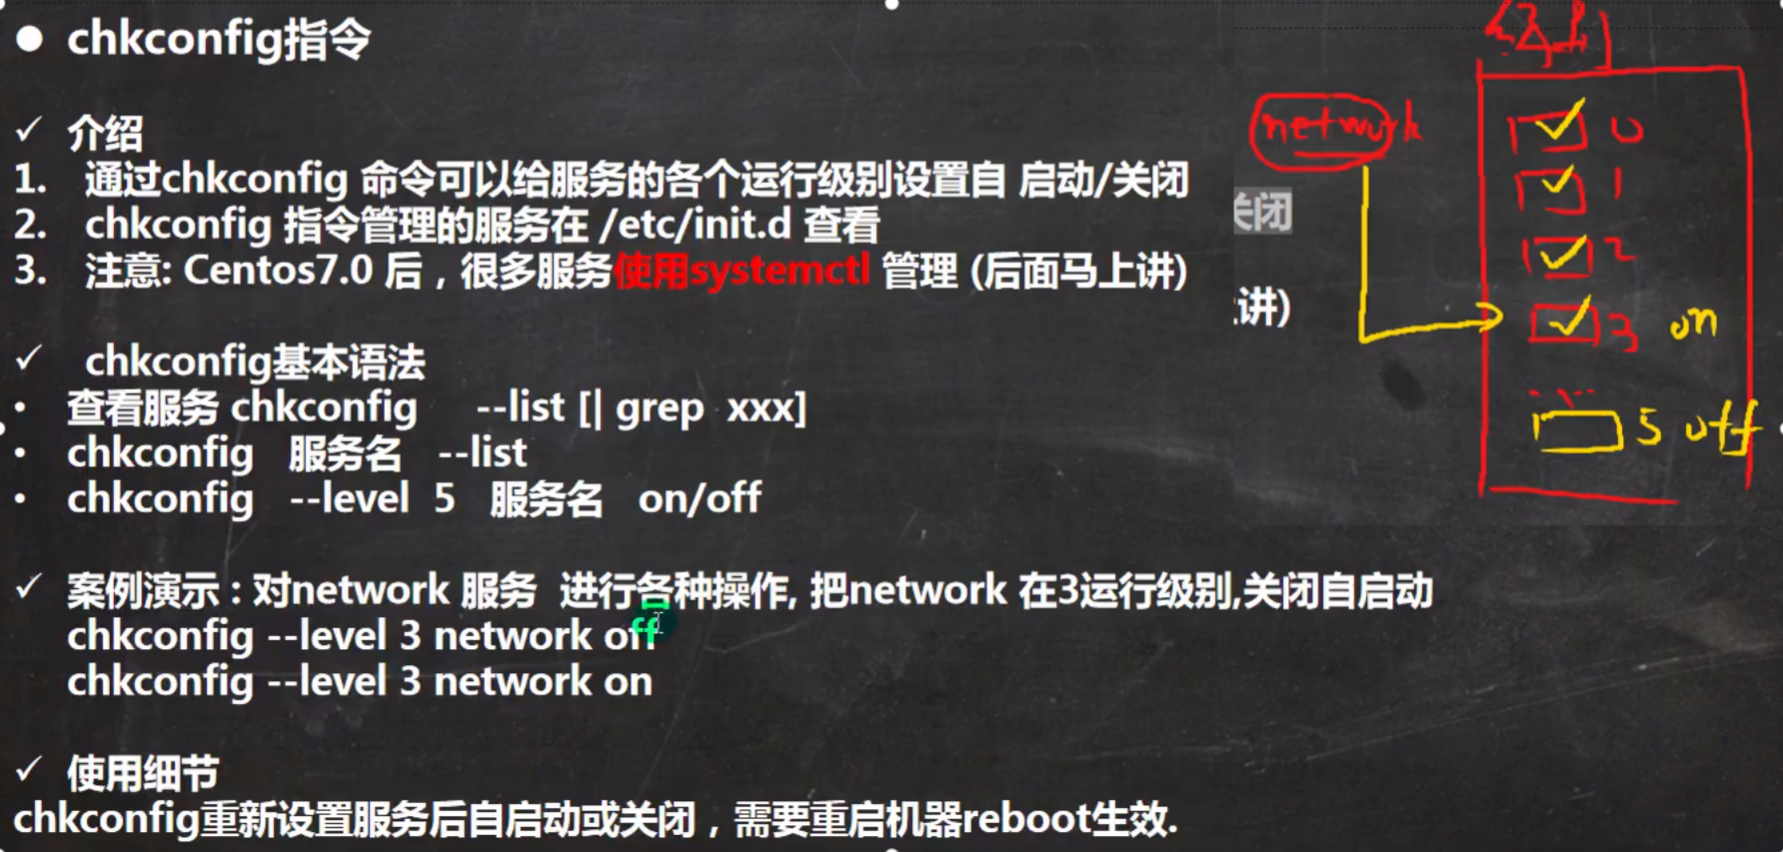 chkconfig指令
介绍
1. 通过chkconfig 命令可以给服务的各个运行级别设置自 启动/关闭
2. chkconfig 指令管理的服务在 /etc/init.d 查看
3. 注意: Centos7.0 后，很多服务使用systemctl 管理 (后面马上讲)
chkconfig基本语法
查看服务 chkconfig --list [| grep xxx]
chkconfig 服务名 --list
chkconfig --level 5 服务名 on/off
案例演示 : 对network 服务 进行各种操作, 把network 在3运行级别,关闭自启动
chkconfig --level 3 network off
chkconfig --level 3 network on
使用细节
chkconfig重新设置服务后自启动或关闭，需要重启机器reboot生效.
network
关闭
讲)
0
1
2
3 on
5 off